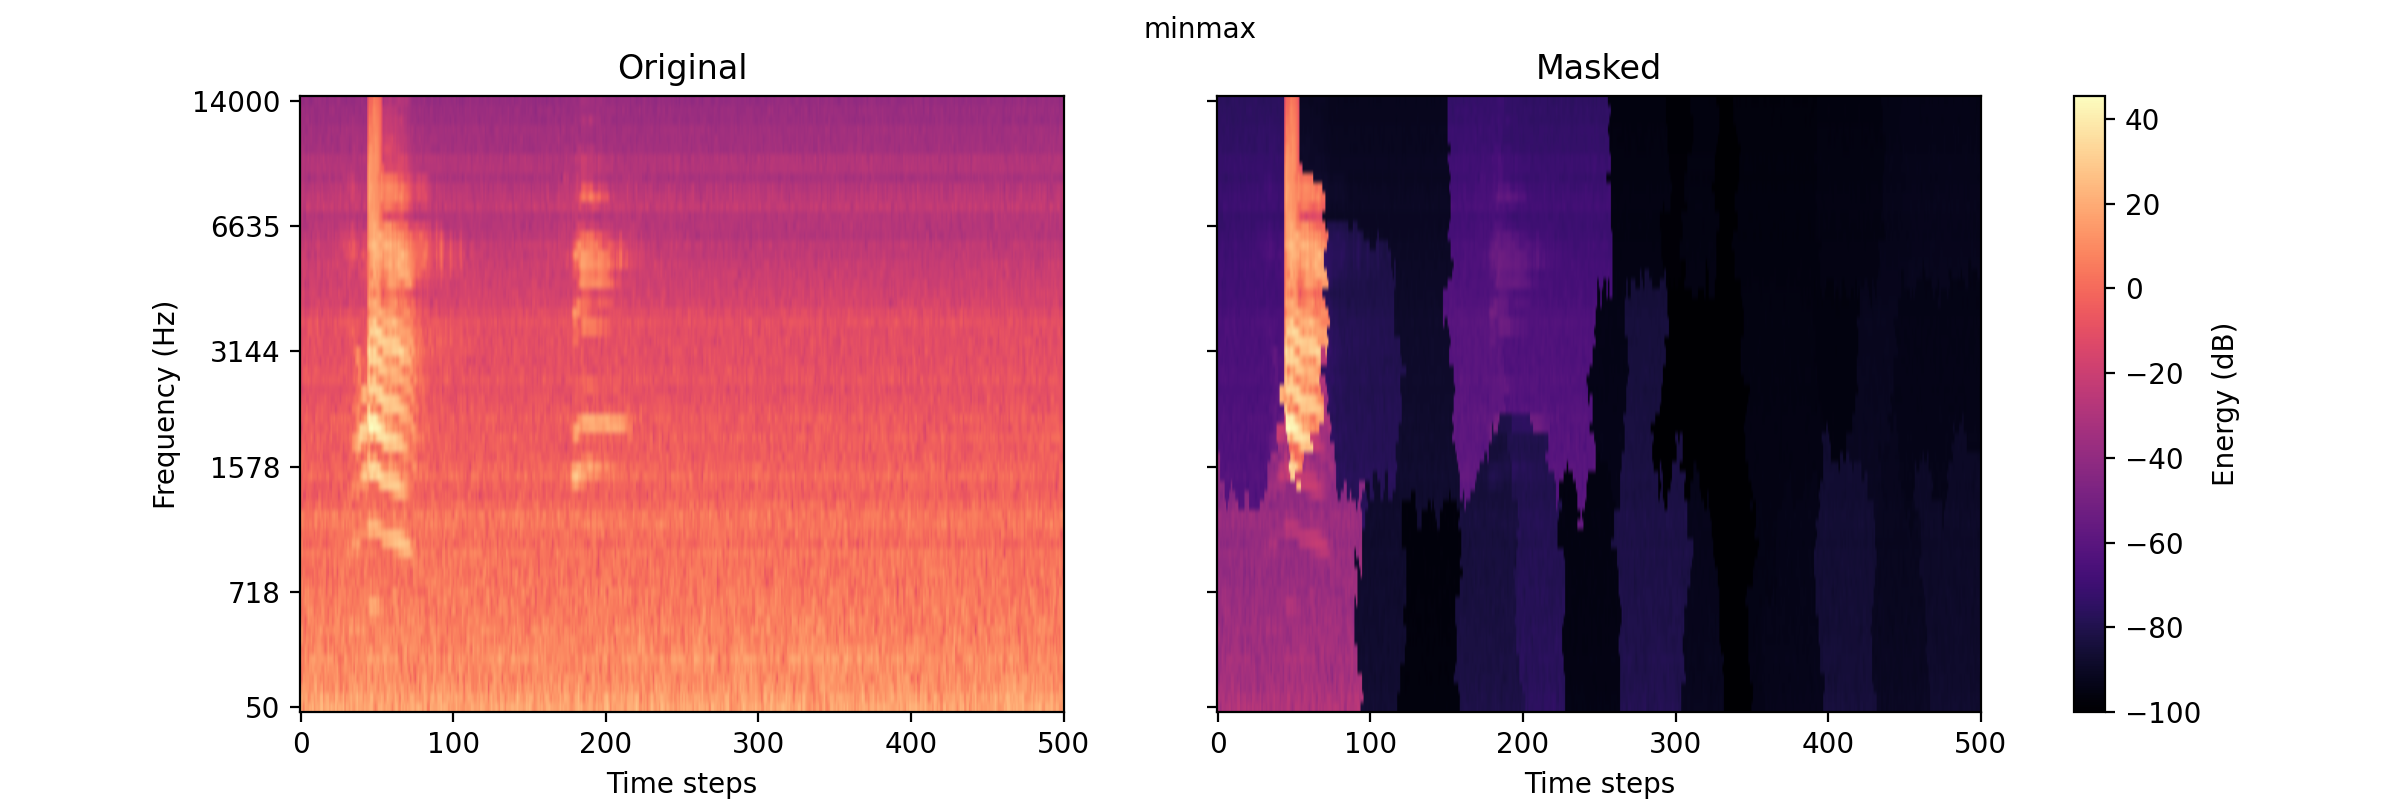 minmax
Original
Masked
14000
6635
3144
1578
718
50
Frequency (Hz)
0 100 200 300 400 500
Time steps
0 100 200 300 400 500
Time steps
40
20
0
−20
−40
−60
−80
−100
Energy (dB)